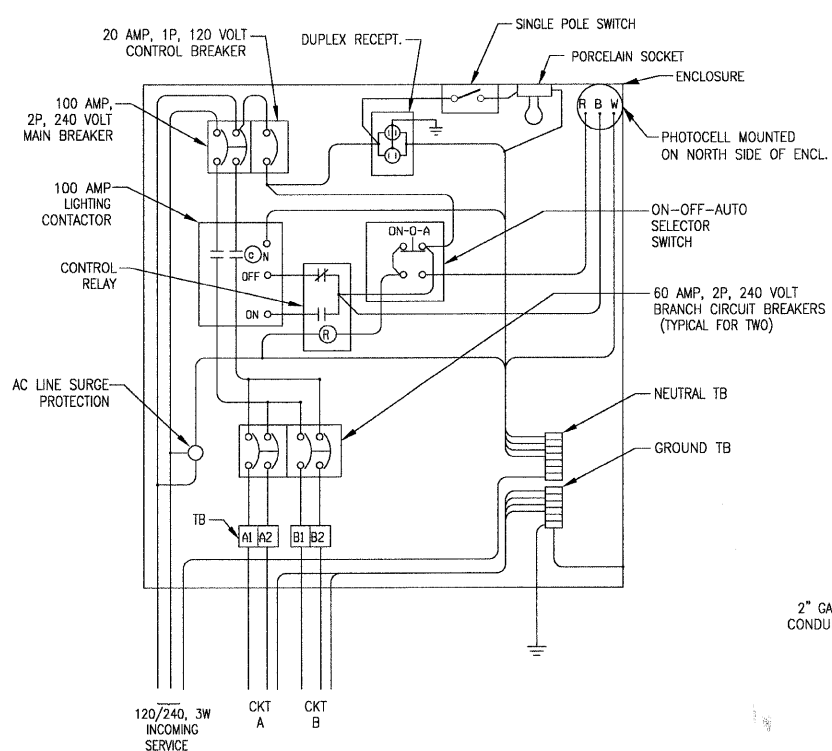 20 AMP, 1P, 120 VOLT
CONTROL BREAKER
DUPLEX RECEPT.
SINGLE POLE SWITCH
PORCELAIN SOCKET
ENCLOSURE
100 AMP,
2P, 240 VOLT
MAIN BREAKER
R B W
PHOTOCELL MOUNTED
ON NORTH SIDE OF ENCL.
100 AMP
LIGHTING
CONTACTOR
ON-O-A
ON-OFF-AUTO
SELECTOR
SWITCH
C
N
CONTROL
RELAY
OFF
ON
R
60 AMP, 2P, 240 VOLT
BRANCH CIRCUIT BREAKERS
(TYPICAL FOR TWO)
AC LINE SURGE
PROTECTION
NEUTRAL TB
GROUND TB
TB
A1 A2 B1 B2
2" GA
CONDU
120/240, 3W
INCOMING
SERVICE
CKT
A
CKT
B